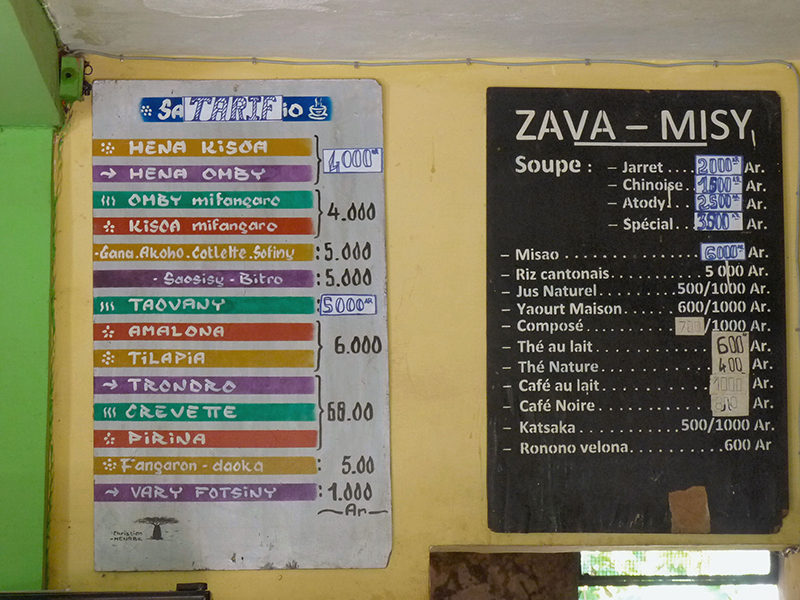 TARIF
HENA KISOA
HENA OMBY
4000 AR
OMBY mifangaro
KISOA mifangaro
4.000
-Gana.Akoho.Cotlette.Sofiny : 5.000
- Saosisy - Bitro : 5.000
TAOVANY : 5000 AR
AMALONA
TILAPIA
6.000
TRONDRO
CREVETTE
PIRINA
Fangaron - daoka : 5.00
VARY FOTSINY : 1.000
Ar
Christian
-MENABE
ZAVA – MISY
Soupe : – Jarret .... 2000 Ar.
– Chinoise . 1500 Ar.
– Atody .... 2500 Ar.
– Spécial .. 3500 Ar.
– Misao .................. 6000 Ar.
– Riz cantonais ............ 5 000 Ar.
– Jus Naturel .......... 500/1000 Ar.
– Yaourt Maison ...... 600/1000 Ar.
– Composé ........... /1000 Ar.
– Thé au lait ............... 600 Ar.
– Thé Nature .............. 400 Ar.
– Café au lait .............. 1000 Ar.
– Café Noire .............. Ar.
– Katsaka ............. 500/1000 Ar.
– Ronono velona .......... 600 Ar